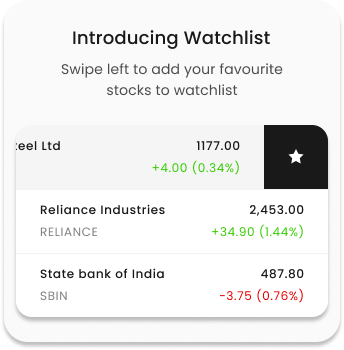 Introducing Watchlist
Swipe left to add your favourite
stocks to watchlist
teel Ltd 1177.00
+4.00 (0.34%)
Reliance Industries 2,453.00
RELIANCE +34.90 (1.44%)
State bank of India 487.80
SBIN -3.75 (0.76%)